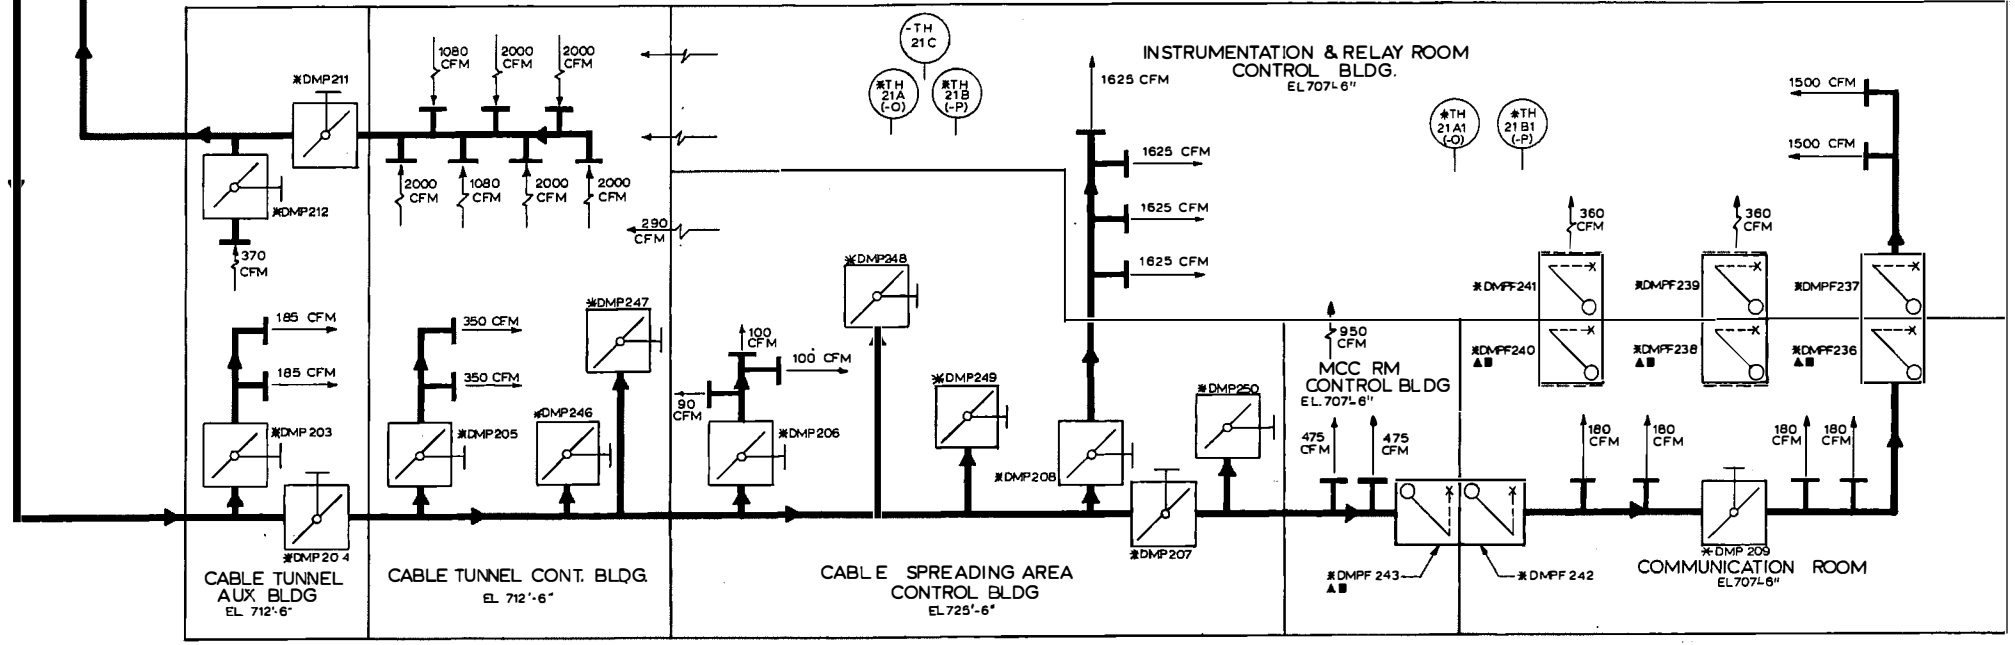 -TH
21C
*TH
21A
(-O)
*TH
21B
(-P)
INSTRUMENTATION & RELAY ROOM
CONTROL BLDG.
EL707'-6"
*TH
21A1
(-O)
*TH
21B1
(-P)
*DMP211
1080
CFM
2000
CFM
2000
CFM
2000
CFM
1080
CFM
2000
CFM
2000
CFM
*DMP212
370
CFM
290
CFM
1625 CFM
1625 CFM
1625 CFM
1625 CFM
1500 CFM
1500 CFM
360
CFM
360
CFM
*DMPF241
*DMPF239
*DMPF237
*DMPF240
▲■
*DMPF238
▲■
*DMPF236
▲■
185 CFM
185 CFM
*DMP203
*DMP204
350 CFM
350 CFM
*DMP205
*DMP246
*DMP247
*DMP248
100
CFM
100 CFM
90
CFM
*DMP206
*DMP249
*DMP208
*DMP250
*DMP207
950
CFM
MCC RM
CONTROL BLDG
EL.707'-6"
475
CFM
475
CFM
180
CFM
180
CFM
180
CFM
180
CFM
*DMPF243
▲■
*DMPF242
*DMP 209
COMMUNICATION ROOM
EL707'-6"
CABLE TUNNEL
AUX BLDG
EL 712'-6"
CABLE TUNNEL CONT. BLDG.
EL 712'-6"
CABLE SPREADING AREA
CONTROL BLDG
EL725'-6"